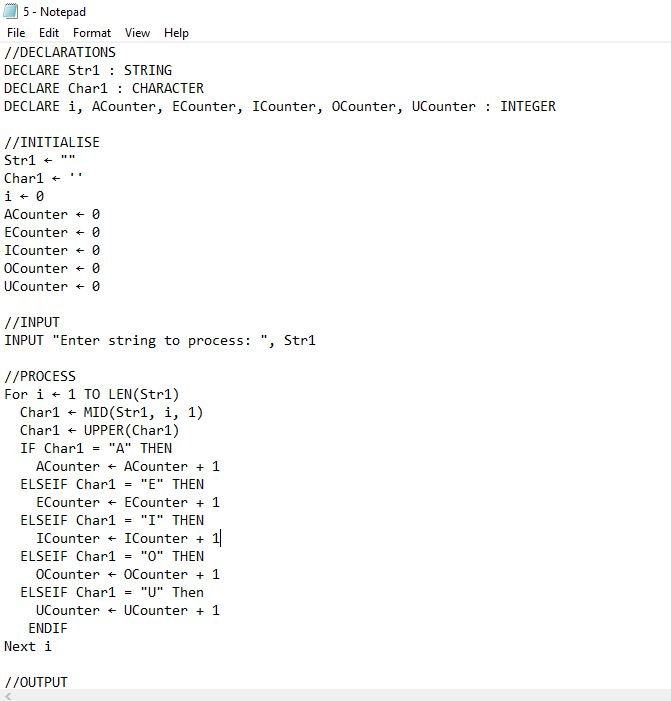 5 - Notepad
File Edit Format View Help
//DECLARATIONS
DECLARE Str1 : STRING
DECLARE Char1 : CHARACTER
DECLARE i, ACounter, ECounter, ICounter, OCounter, UCounter : INTEGER

//INITIALISE
Str1 ← ""
Char1 ← ''
i ← 0
ACounter ← 0
ECounter ← 0
ICounter ← 0
OCounter ← 0
UCounter ← 0

//INPUT
INPUT "Enter string to process: ", Str1

//PROCESS
For i ← 1 TO LEN(Str1)
  Char1 ← MID(Str1, i, 1)
  Char1 ← UPPER(Char1)
  IF Char1 = "A" THEN
    ACounter ← ACounter + 1
  ELSEIF Char1 = "E" THEN
    ECounter ← ECounter + 1
  ELSEIF Char1 = "I" THEN
    ICounter ← ICounter + 1
  ELSEIF Char1 = "O" THEN
    OCounter ← OCounter + 1
  ELSEIF Char1 = "U" Then
    UCounter ← UCounter + 1
   ENDIF
Next i

//OUTPUT